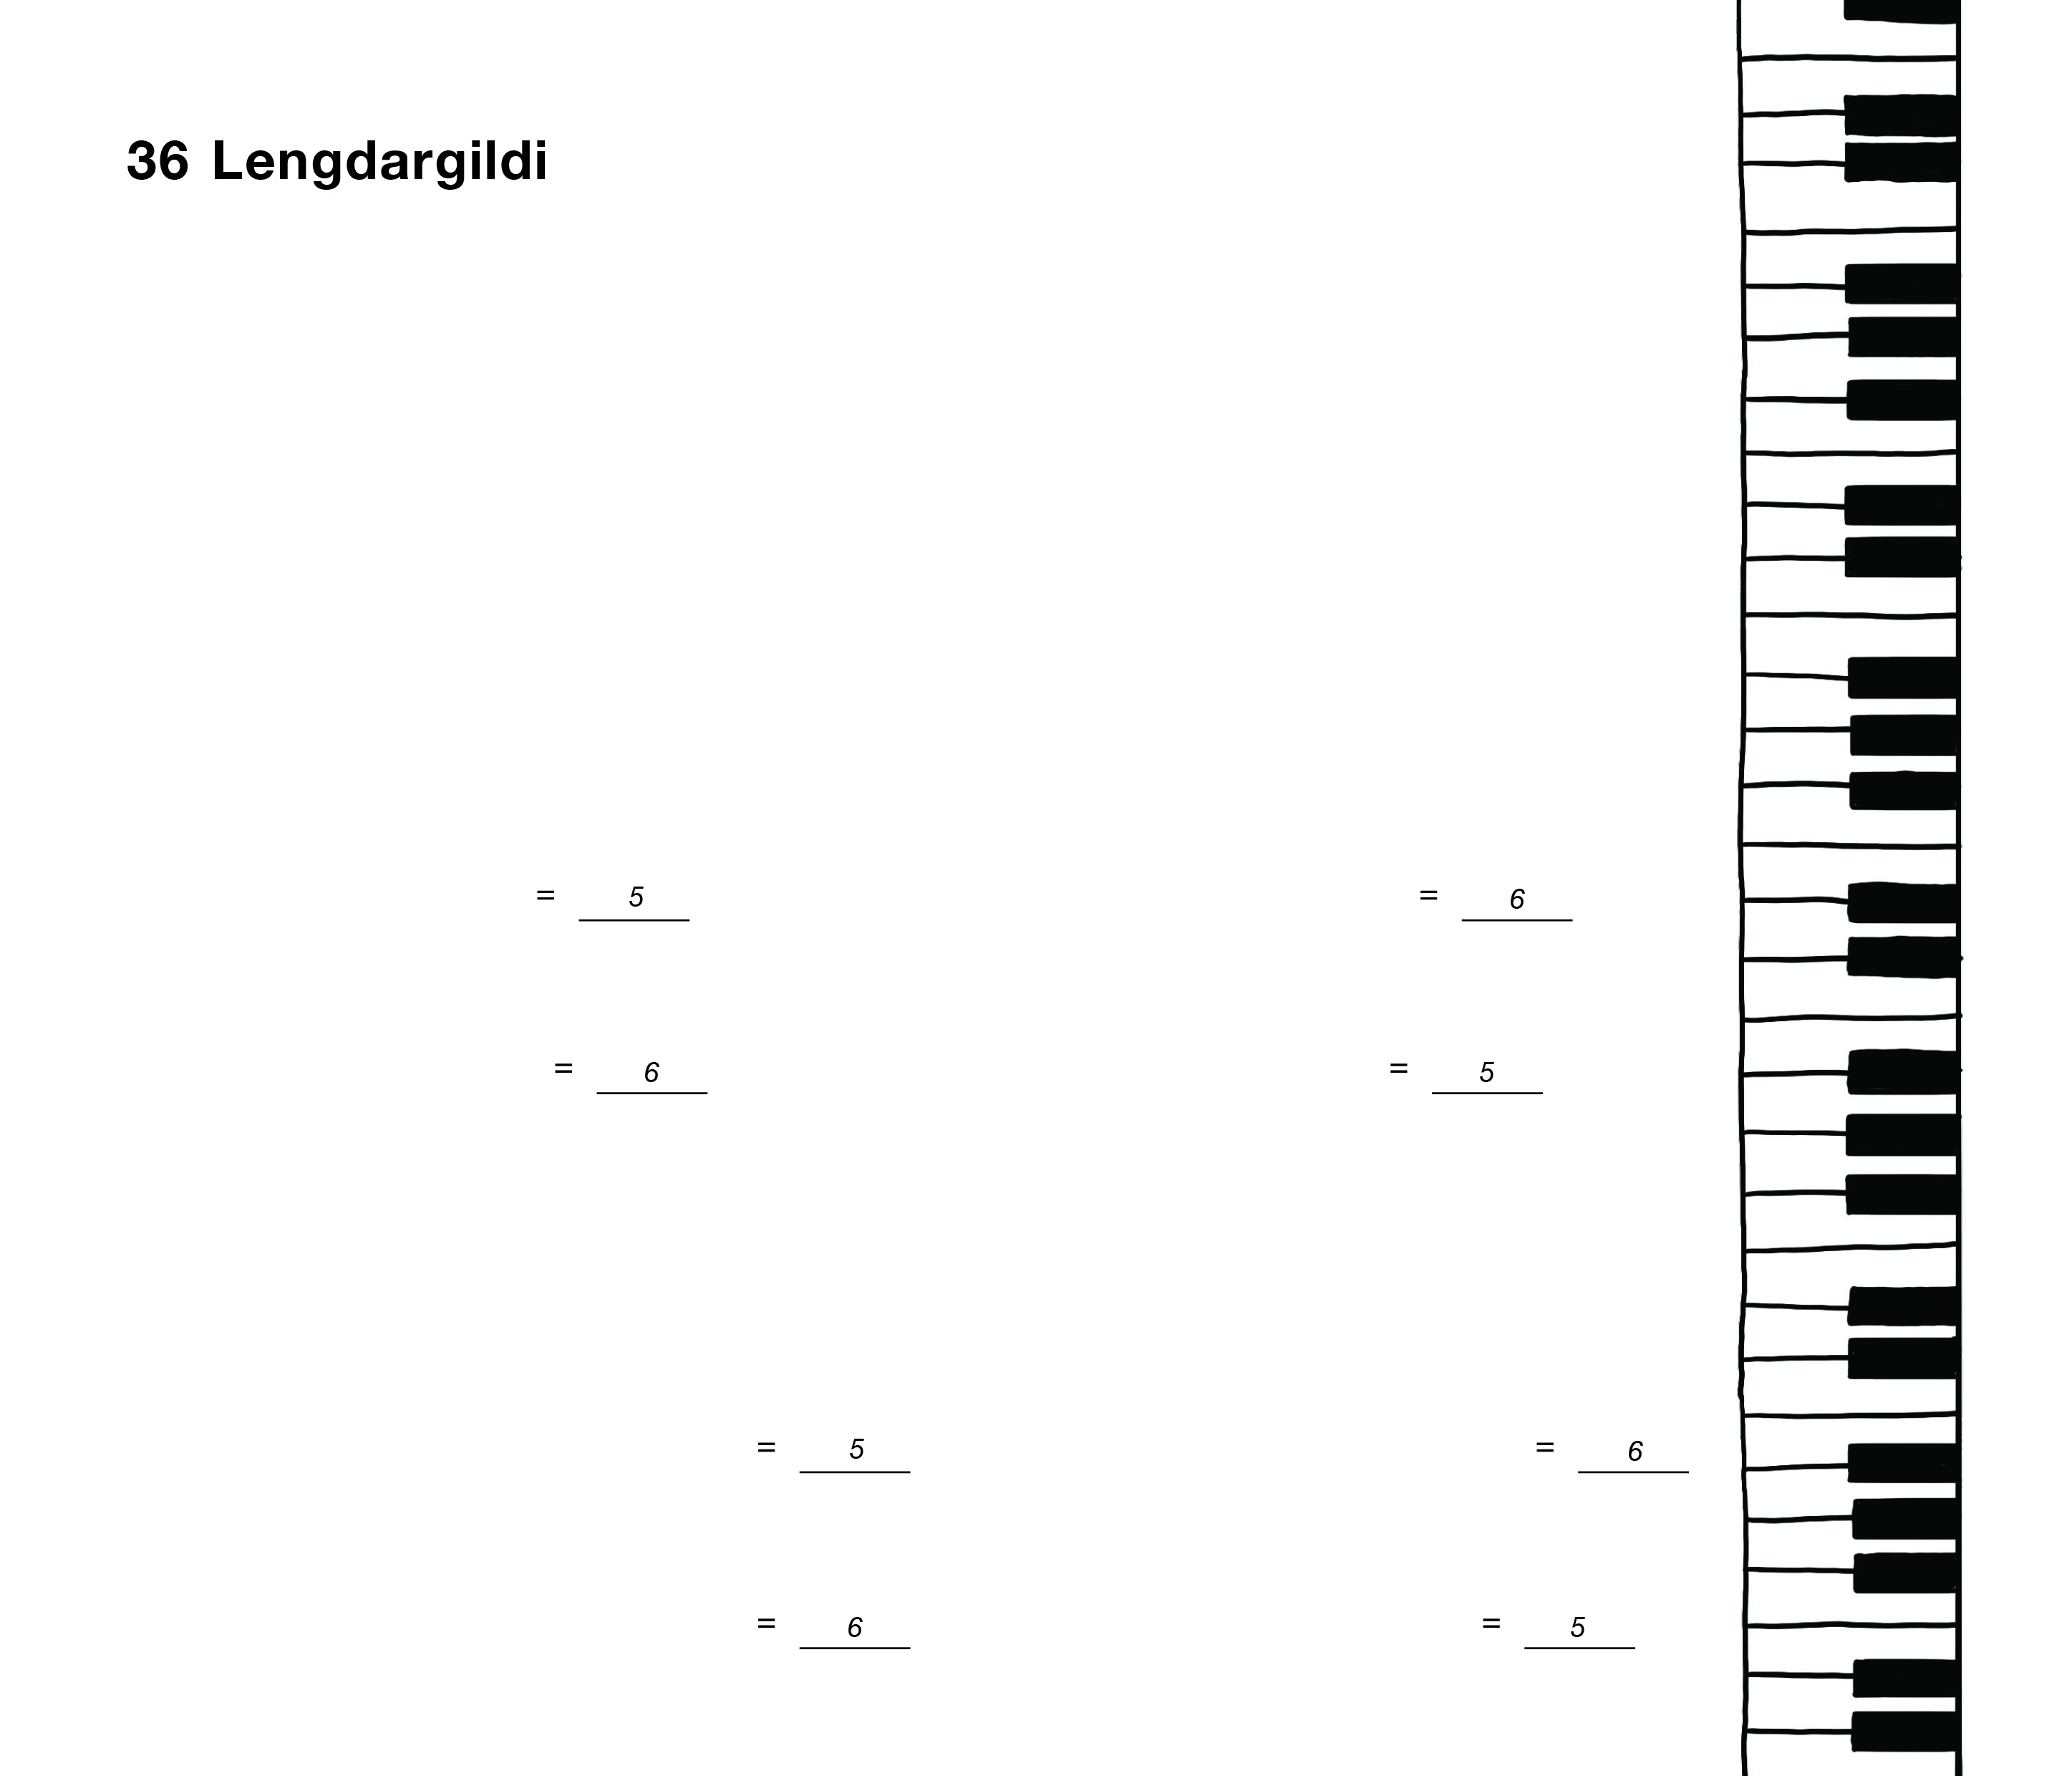 36 Lengdargildi
= 5 = 6
= 6 = 5
= 5 = 6
= 6 = 5